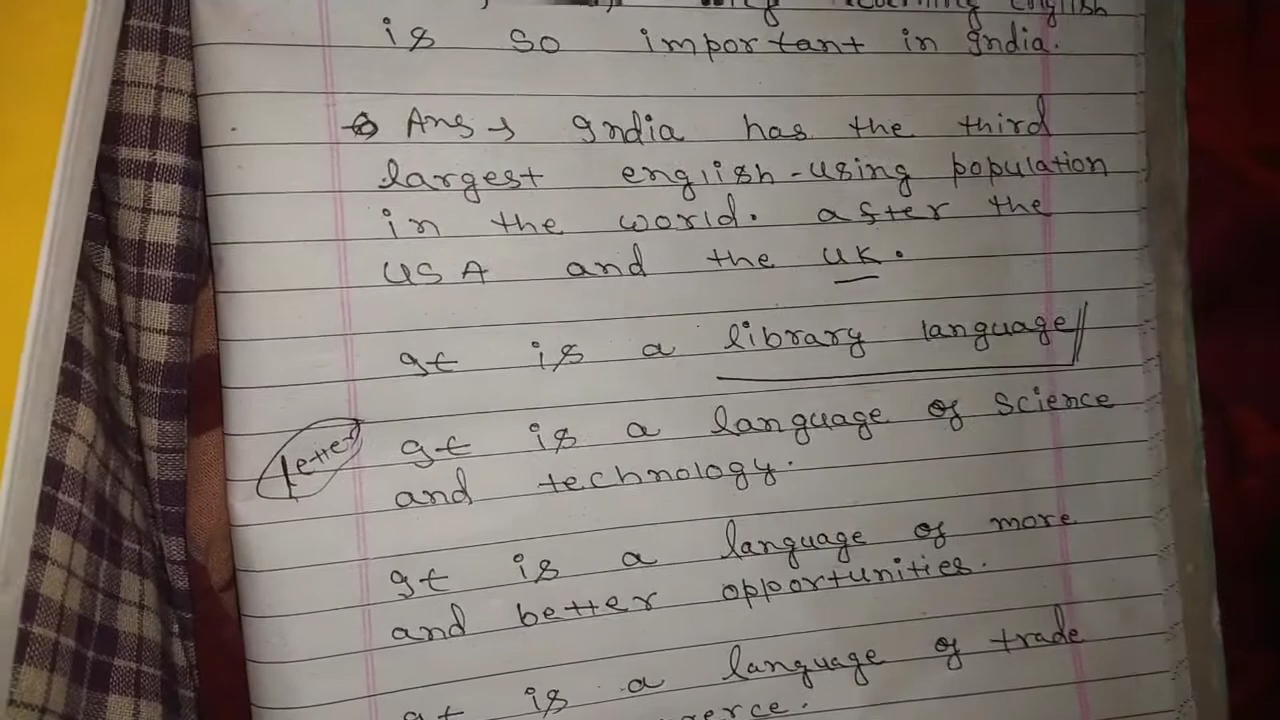 learning English
is so important in India.
Ans → India has the third
largest english-using population
in the world. after the
USA and the UK.
It is a library language
letter
It is a language of science
and technology.
It is a language of more
and better opportunities.
It is a language of trade